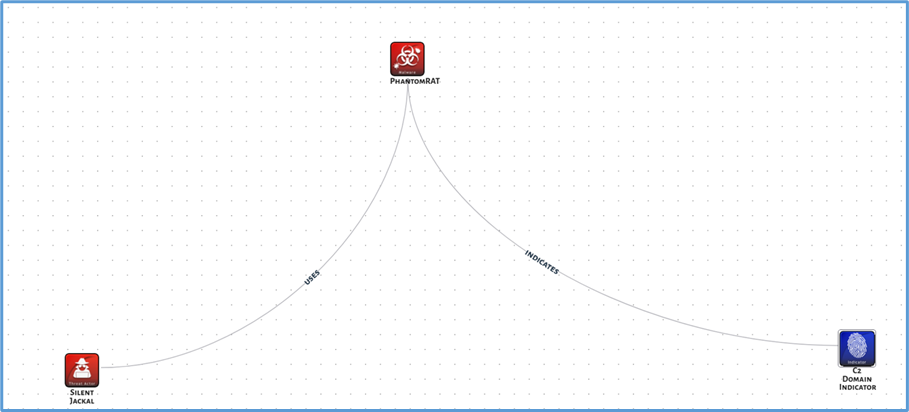 Malware
PHANTOMRAT
USES
INDICATES
Threat Actor
SILENT
JACKAL
Indicator
C2
DOMAIN
INDICATOR